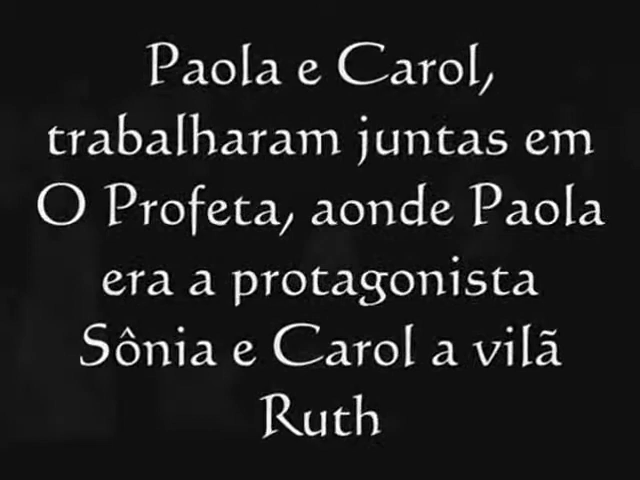 Paola e Carol,
trabalharam juntas em
O Profeta, aonde Paola
era a protagonista
Sônia e Carol a vilã
Ruth